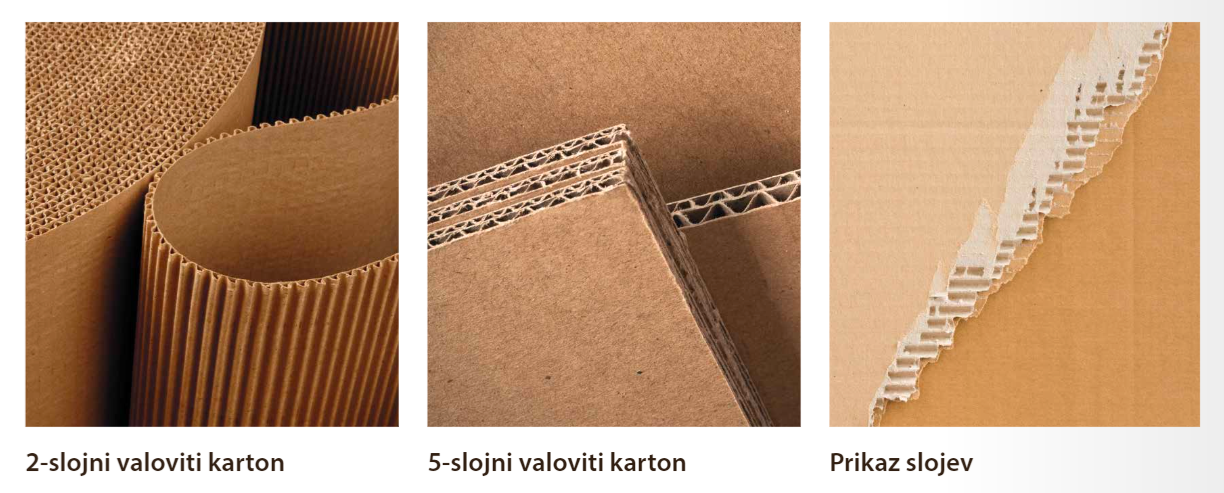 2-slojni valoviti karton
5-slojni valoviti karton
Prikaz slojev